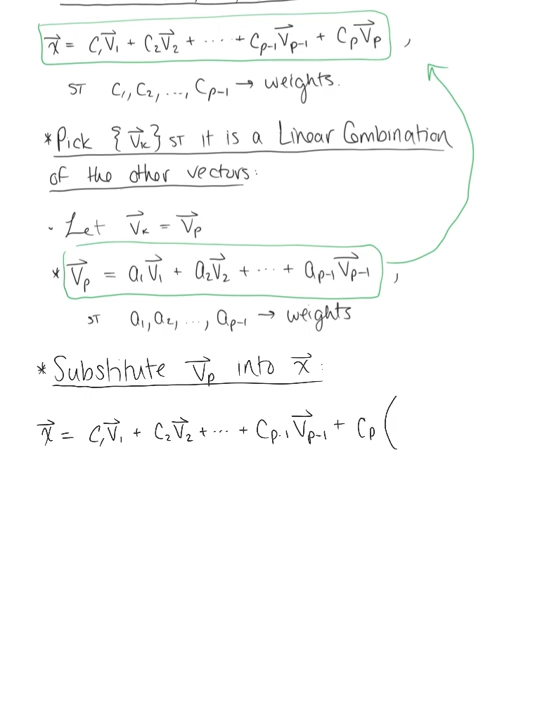 x⃗ = c₁v⃗₁ + c₂v⃗₂ + ⋯ + cₚ₋₁v⃗ₚ₋₁ + cₚv⃗ₚ ,
ST c₁, c₂, ..., cₚ₋₁ → weights.
*Pick {v⃗ₖ} ST it is a Linear Combination
of the other vectors:
· Let v⃗ₖ = v⃗ₚ
* v⃗ₚ = a₁v⃗₁ + a₂v⃗₂ + ⋯ + aₚ₋₁v⃗ₚ₋₁ ,
ST a₁, a₂, ..., aₚ₋₁ → weights
*Substitute v⃗ₚ into x⃗:
x⃗ = c₁v⃗₁ + c₂v⃗₂ + ⋯ + cₚ₋₁v⃗ₚ₋₁ + cₚ(